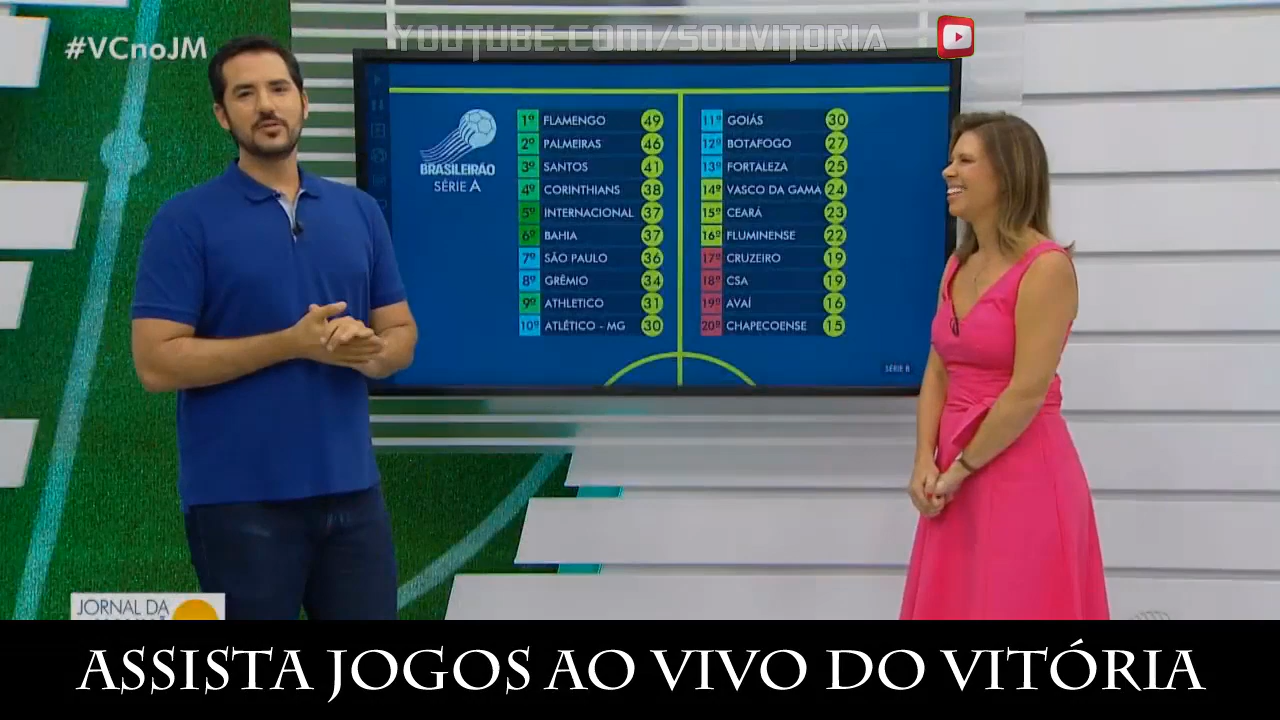 #VCnoJM
YOUTUBE.COM/SOUVITORIA
BRASILEIRÃO
SÉRIE A
1º FLAMENGO 49
2º PALMEIRAS 46
3º SANTOS 41
4º CORINTHIANS 38
5º INTERNACIONAL 37
6º BAHIA 37
7º SÃO PAULO 36
8º GRÊMIO 34
9º ATHLETICO 31
10º ATLÉTICO - MG 30
11º GOIÁS 30
12º BOTAFOGO 27
13º FORTALEZA 25
14º VASCO DA GAMA 24
15º CEARÁ 23
16º FLUMINENSE 22
17º CRUZEIRO 19
18º CSA 19
19º AVAÍ 16
20º CHAPECOENSE 15
SÉRIE B
JORNAL DA
ASSISTA JOGOS AO VIVO DO VITÓRIA